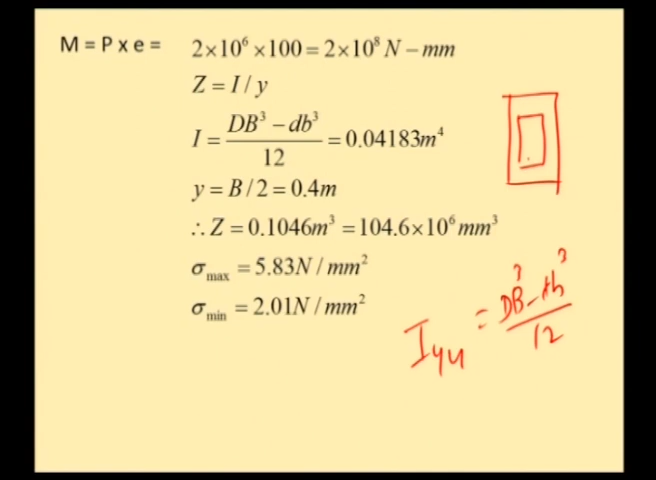 M = P x e = 2×10⁶×100 = 2×10⁸ N − mm
Z = I / y
I = (DB³ − db³) / 12 = 0.04183m⁴
y = B / 2 = 0.4m
∴ Z = 0.1046m³ = 104.6×10⁶ mm³
σmax = 5.83N / mm²
σmin = 2.01N / mm²
Iyy = (DB³ − db³) / 12